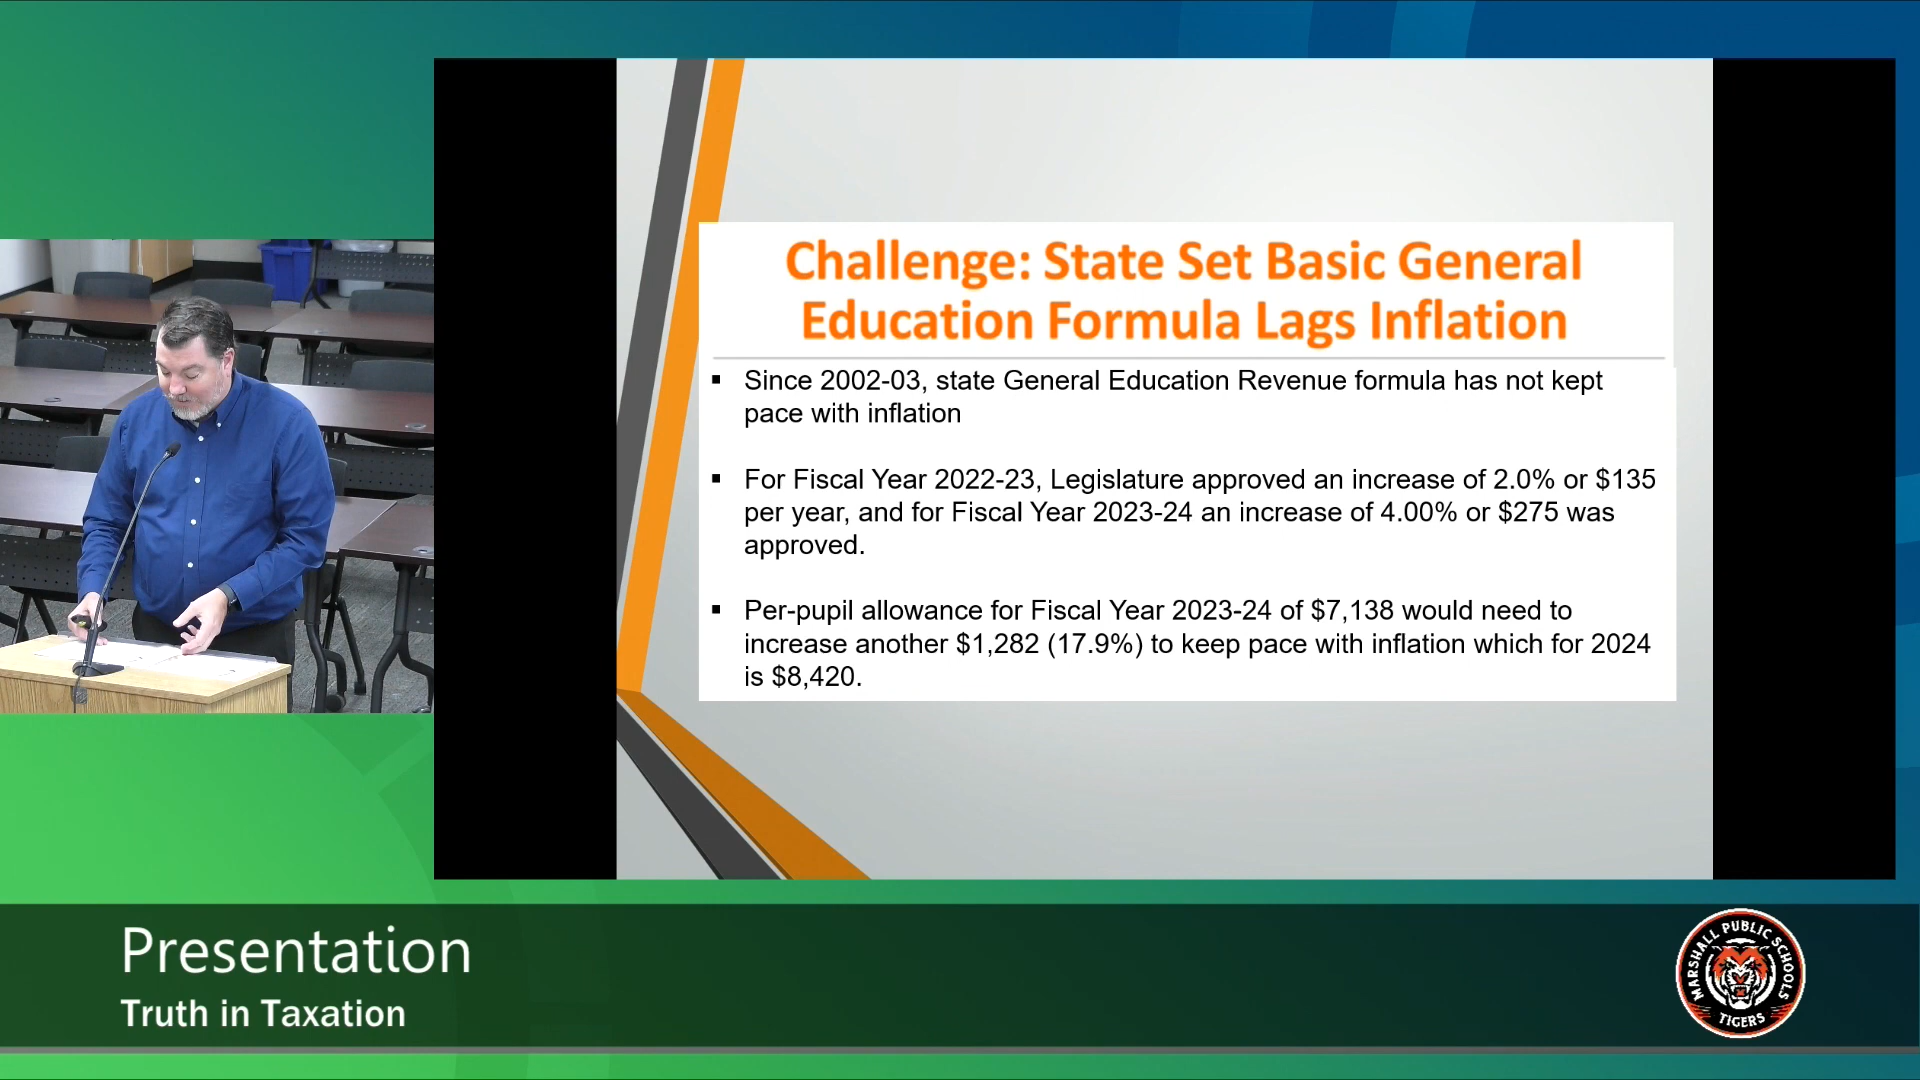 Challenge: State Set Basic General
Education Formula Lags Inflation
▪ Since 2002-03, state General Education Revenue formula has not kept
pace with inflation
▪ For Fiscal Year 2022-23, Legislature approved an increase of 2.0% or $135
per year, and for Fiscal Year 2023-24 an increase of 4.00% or $275 was
approved.
▪ Per-pupil allowance for Fiscal Year 2023-24 of $7,138 would need to
increase another $1,282 (17.9%) to keep pace with inflation which for 2024
is $8,420.
Presentation
Truth in Taxation
MARSHALL PUBLIC SCHOOLS
TIGERS